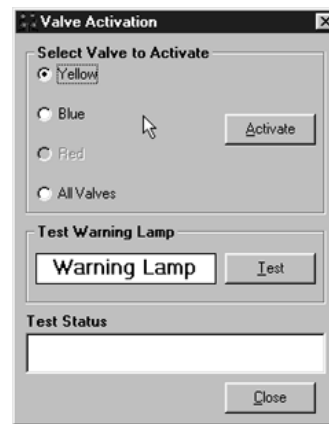 Valve Activation
Select Valve to Activate
Yellow
Blue
Activate
Red
All Valves
Test Warning Lamp
Warning Lamp
Test
Test Status
Close